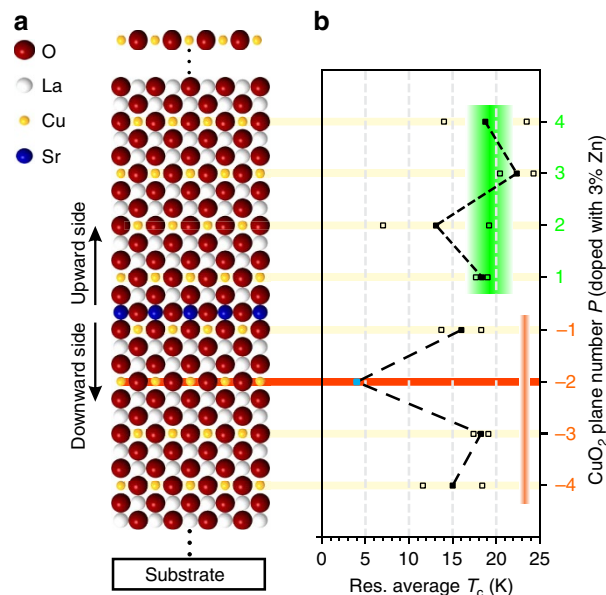 a
b
O
La
Cu
Sr
Upward side
Downward side
Substrate
4
3
2
1
−1
−2
−3
−4
CuO2 plane number P (doped with 3% Zn)
0 5 10 15 20 25
Res. average Tc (K)